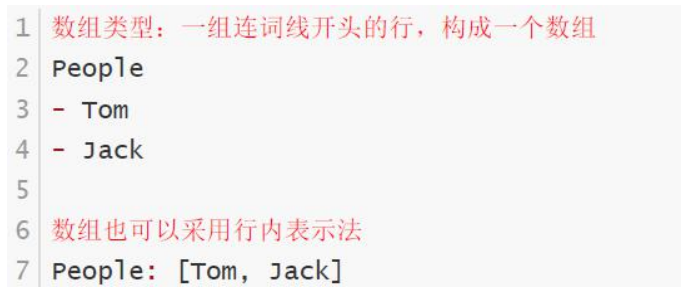 1 数组类型：一组连词线开头的行，构成一个数组
2 People
3 - Tom
4 - Jack
5
6 数组也可以采用行内表示法
7 People: [Tom, Jack]